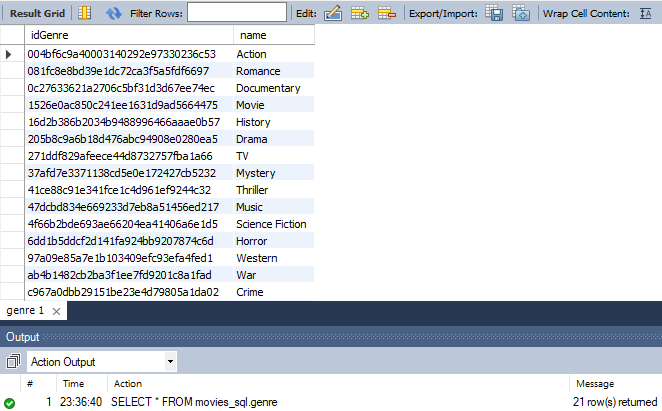 Result Grid Filter Rows: Edit: Export/Import: Wrap Cell Content: IA
idGenre name
004bf6c9a40003140292e97330236c53 Action
081fc8e8bd39e1dc72ca3f5a5fdf6697 Romance
0c27633621a2706c5bf31d3d67ee74ec Documentary
1526e0ac850c241ee1631d9ad5664475 Movie
16d2b386b2034b9488996466aaae0b57 History
205b8c9a6b18d476abc94908e0280ea5 Drama
271ddf829afeece44d8732757fba1a66 TV
37afd7e3371138cd5e0e172427cb5232 Mystery
41ce88c91e341fce1c4d961ef9244c32 Thriller
47dcbd834e669233d7eb8a51456ed217 Music
4f66b2bde693ae66204ea41406a6e1d5 Science Fiction
6dd1b5ddcf2d141fa924bb9207874c6d Horror
97a09e85a7e1b103409efc93efa4fed1 Western
ab4b1482cb2ba3f1ee7fd9201c8a1fad War
c967a0dbb29151be23e4d79805a1da02 Crime
genre 1
Output
Action Output
# Time Action Message
1 23:36:40 SELECT * FROM movies_sql.genre 21 row(s) returned